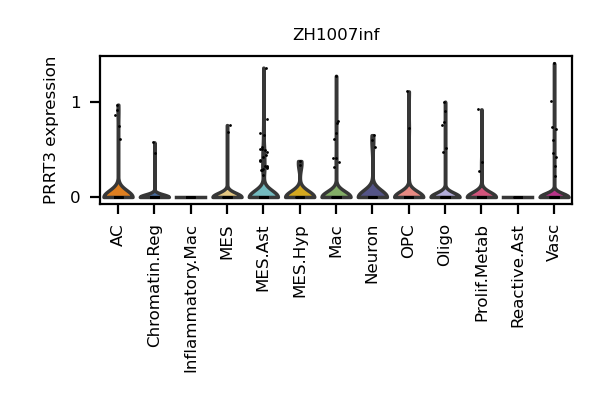 ZH1007inf
PRRT3 expression
1
0
AC
Chromatin.Reg
Inflammatory.Mac
MES
MES.Ast
MES.Hyp
Mac
Neuron
OPC
Oligo
Prolif.Metab
Reactive.Ast
Vasc